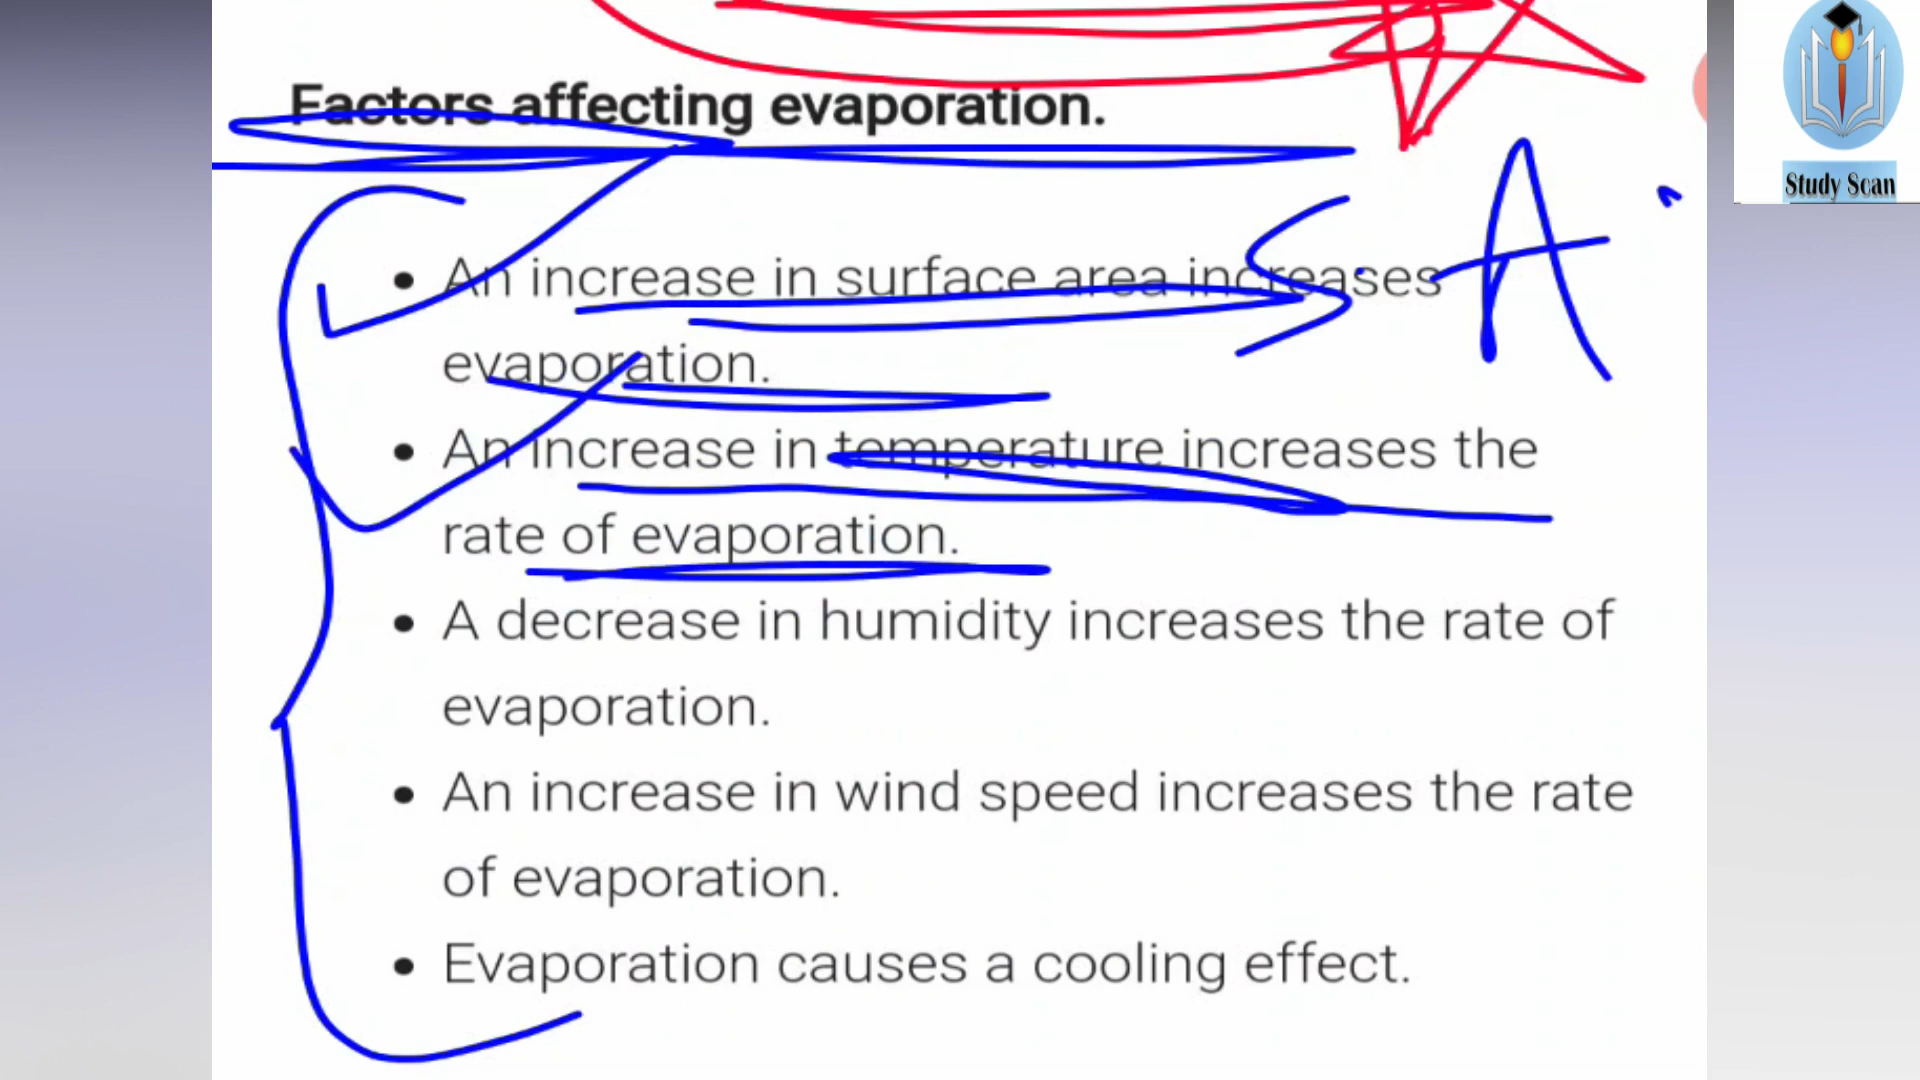 Factors affecting evaporation.
S A
• An increase in surface area increases
evaporation.
• An increase in temperature increases the
rate of evaporation.
• A decrease in humidity increases the rate of
evaporation.
• An increase in wind speed increases the rate
of evaporation.
• Evaporation causes a cooling effect.
Study Scan